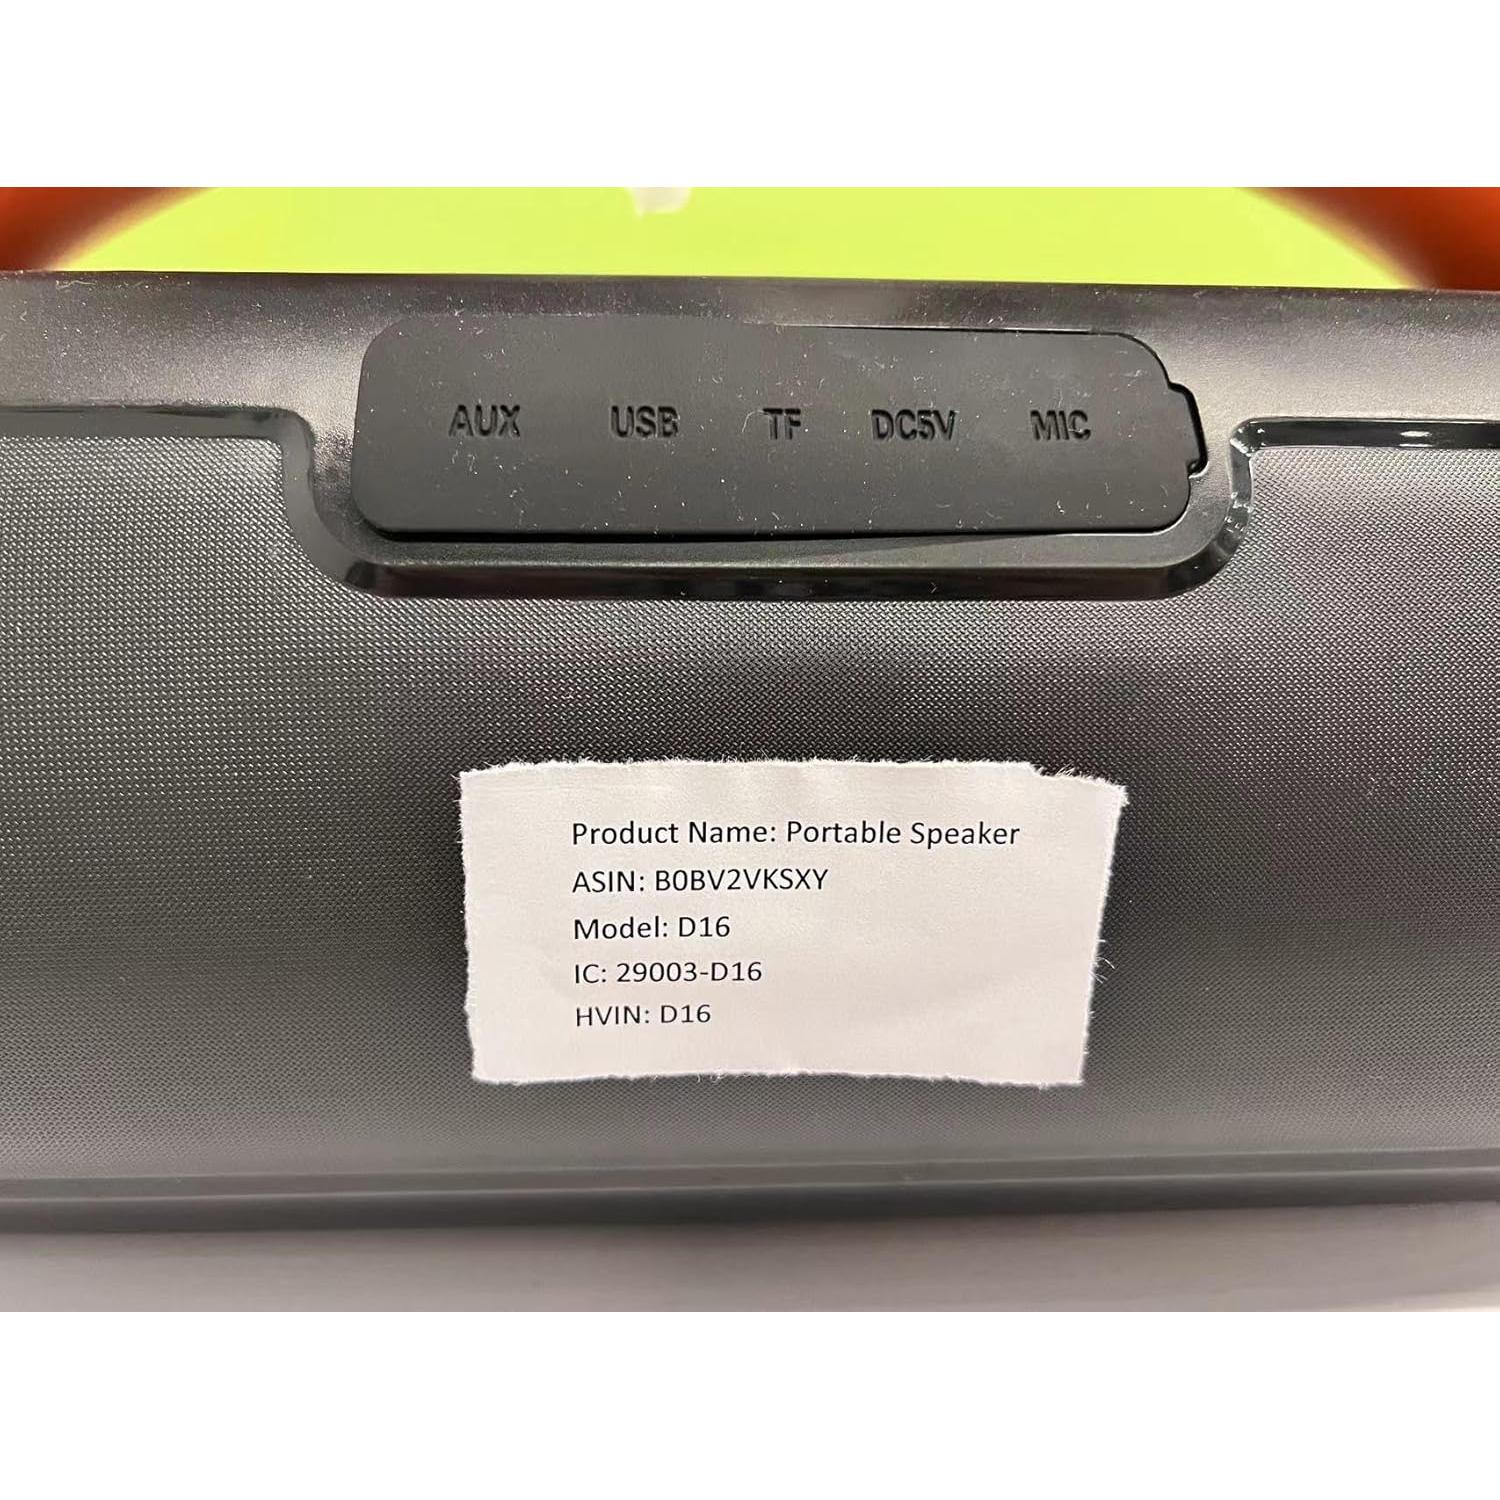 AUX USB TF DC5V MIC
Product Name: Portable Speaker
ASIN: B0BV2VKSXY
Model: D16
IC: 29003-D16
HVIN: D16